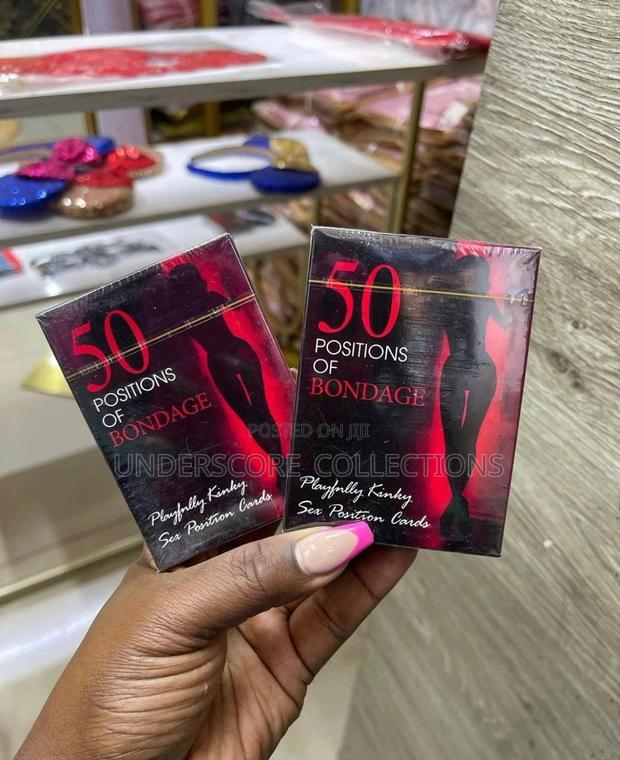 50
POSITIONS
OF
BONDAGE
Playfully Kinky
Sex Position Cards
50
POSITIONS
OF
BONDAGE
Playfully Kinky
Sex Position Cards
POSTED ON JIJI
UNDERSCORE COLLECTIONS